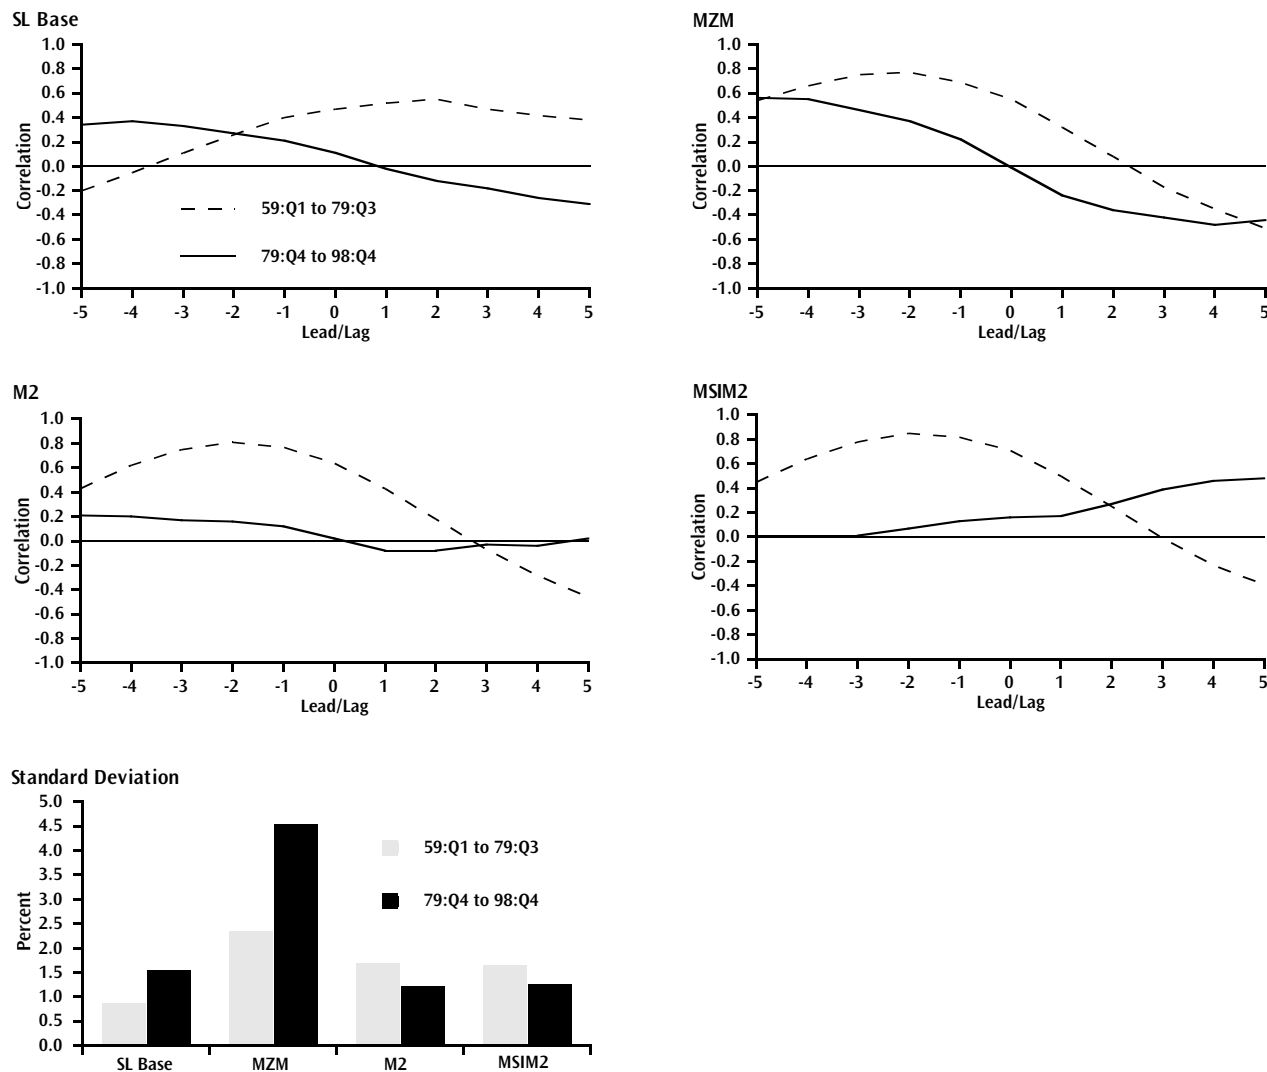 SL Base
1.0
0.8
0.6
0.4
0.2
0.0
-0.2
-0.4
-0.6
-0.8
-1.0
Correlation
59:Q1 to 79:Q3
79:Q4 to 98:Q4
-5 -4 -3 -2 -1 0 1 2 3 4 5
Lead/Lag
MZM
1.0
0.8
0.6
0.4
0.2
0.0
-0.2
-0.4
-0.6
-0.8
-1.0
Correlation
-5 -4 -3 -2 -1 0 1 2 3 4 5
Lead/Lag
M2
1.0
0.8
0.6
0.4
0.2
0.0
-0.2
-0.4
-0.6
-0.8
-1.0
Correlation
-5 -4 -3 -2 -1 0 1 2 3 4 5
Lead/Lag
MSIM2
1.0
0.8
0.6
0.4
0.2
0.0
-0.2
-0.4
-0.6
-0.8
-1.0
Correlation
-5 -4 -3 -2 -1 0 1 2 3 4 5
Lead/Lag
Standard Deviation
5.0
4.5
4.0
3.5
3.0
2.5
2.0
1.5
1.0
0.5
0.0
Percent
59:Q1 to 79:Q3
79:Q4 to 98:Q4
SL Base MZM M2 MSIM2